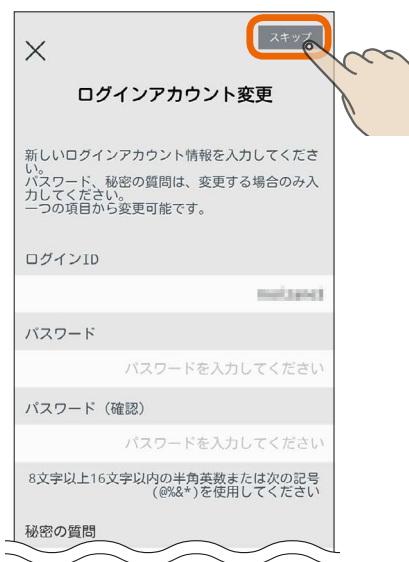 スキップ
ログインアカウント変更
新しいログインアカウント情報を入力してくださ
い。
パスワード、秘密の質問は、変更する場合のみ入
力してください。
一つの項目から変更可能です。
ログインID
パスワード
パスワードを入力してください
パスワード（確認）
パスワードを入力してください
8文字以上16文字以内の半角英数または次の記号
(@%&*)を使用してください
秘密の質問